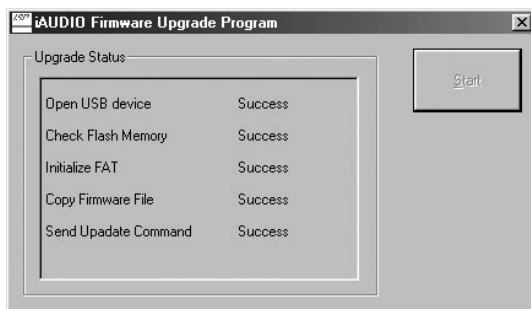 iAUDIO Firmware Upgrade Program
Upgrade Status
Start
Open USB device Success
Check Flash Memory Success
Initialize FAT Success
Copy Firmware File Success
Send Upadate Command Success